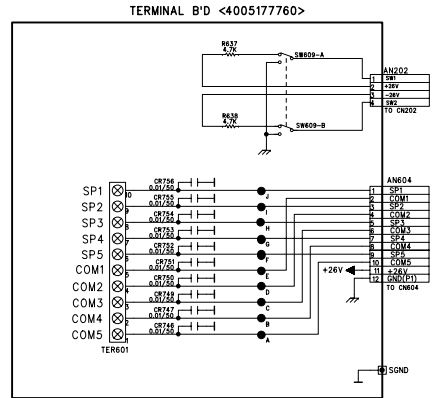 TERMINAL B'D <4005177760>
R637
4.7K
SW609-A
AN202
1 SW1
2 +26V
3 -26V
4 SW2
TO CN202
R638
4.7K
SW609-B
CR756
0.01/50
SP1 10 J
CR755
0.01/50
SP2 9 I
CR754
0.01/50
SP3 8 H
CR753
0.01/50
SP4 7 G
CR752
0.01/50
SP5 6 F
CR751
0.01/50
COM1 5 E
CR750
0.01/50
COM2 4 D
CR749
0.01/50
COM3 3 C
CR747
0.01/50
COM4 2 B
CR746
0.01/50
COM5 1 A
TER601
AN604
1 SP1
2 COM1
3 SP2
4 COM2
5 SP3
6 COM3
7 SP4
8 COM4
9 SP5
10 COM5
+26V 11 +26V
12 GND(P1)
TO CN604
SGND